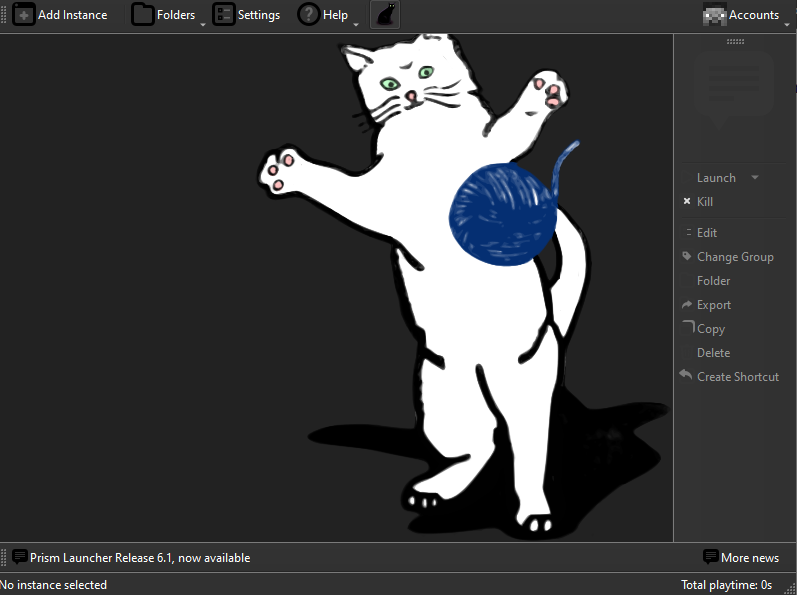 Add Instance Folders Settings Help Accounts
Launch
Kill
Edit
Change Group
Folder
Export
Copy
Delete
Create Shortcut
Prism Launcher Release 6.1, now available More news
No instance selected Total playtime: 0s